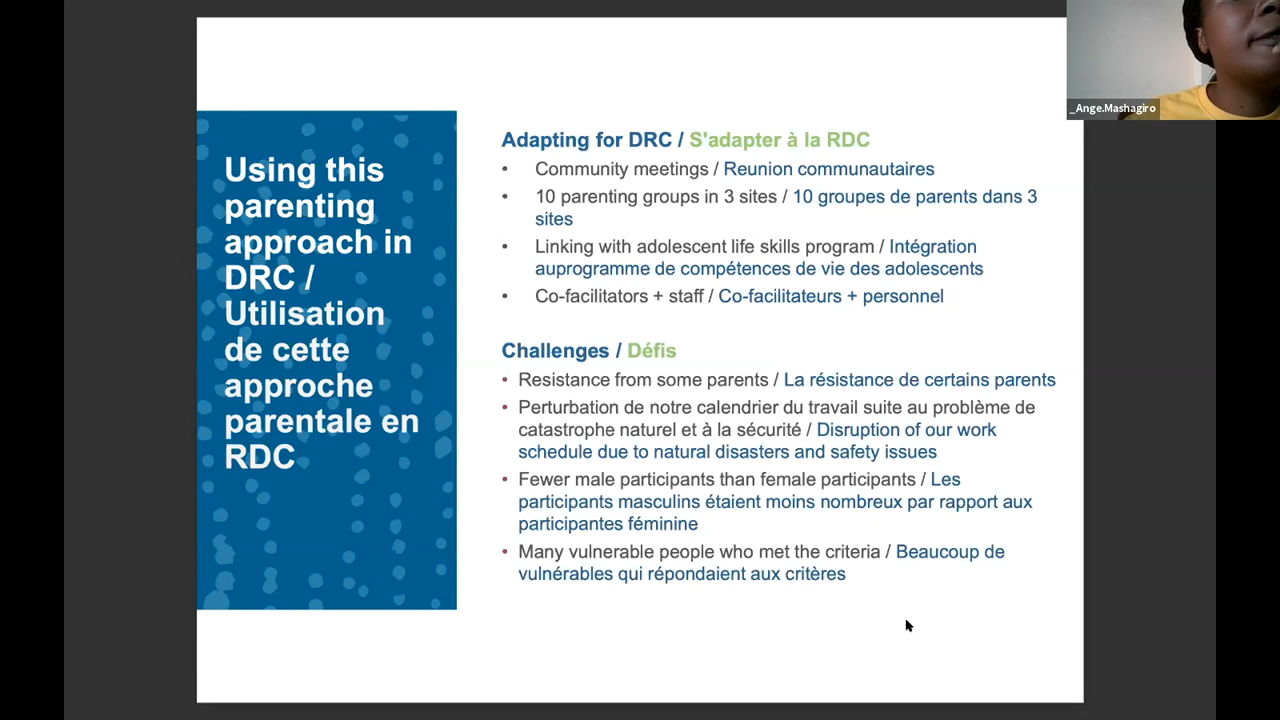 Using this
parenting
approach in
DRC /
Utilisation
de cette
approche
parentale en
RDC
Adapting for DRC / S'adapter à la RDC
• Community meetings / Reunion communautaires
• 10 parenting groups in 3 sites / 10 groupes de parents dans 3
sites
• Linking with adolescent life skills program / Intégration
auprogramme de compétences de vie des adolescents
• Co-facilitators + staff / Co-facilitateurs + personnel
Challenges / Défis
• Resistance from some parents / La résistance de certains parents
• Perturbation de notre calendrier du travail suite au problème de
catastrophe naturel et à la sécurité / Disruption of our work
schedule due to natural disasters and safety issues
• Fewer male participants than female participants / Les
participants masculins étaient moins nombreux par rapport aux
participantes féminine
• Many vulnerable people who met the criteria / Beaucoup de
vulnérables qui répondaient aux critères
_Ange.Mashagiro